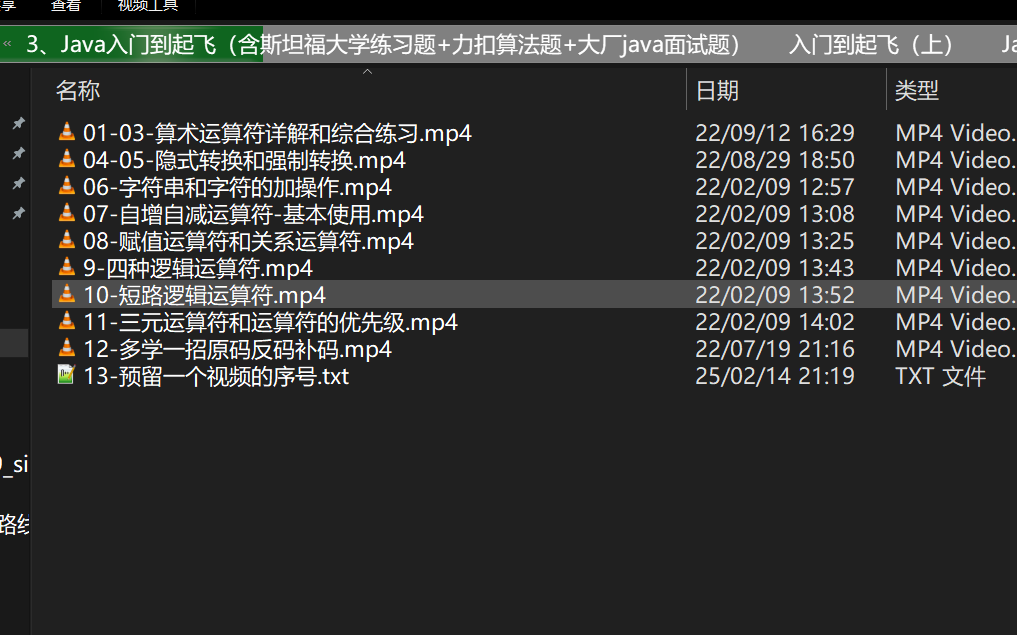 享 查看 视频工具
« 3、Java入门到起飞（含斯坦福大学练习题+力扣算法题+大厂java面试题） 入门到起飞（上） Ja
名称 日期 类型
01-03-算术运算符详解和综合练习.mp4 22/09/12 16:29 MP4 Video.
04-05-隐式转换和强制转换.mp4 22/08/29 18:50 MP4 Video.
06-字符串和字符的加操作.mp4 22/02/09 12:57 MP4 Video.
07-自增自减运算符-基本使用.mp4 22/02/09 13:08 MP4 Video.
08-赋值运算符和关系运算符.mp4 22/02/09 13:25 MP4 Video.
9-四种逻辑运算符.mp4 22/02/09 13:43 MP4 Video.
10-短路逻辑运算符.mp4 22/02/09 13:52 MP4 Video.
11-三元运算符和运算符的优先级.mp4 22/02/09 14:02 MP4 Video.
12-多学一招原码反码补码.mp4 22/07/19 21:16 MP4 Video.
13-预留一个视频的序号.txt 25/02/14 21:19 TXT 文件
_si
路线